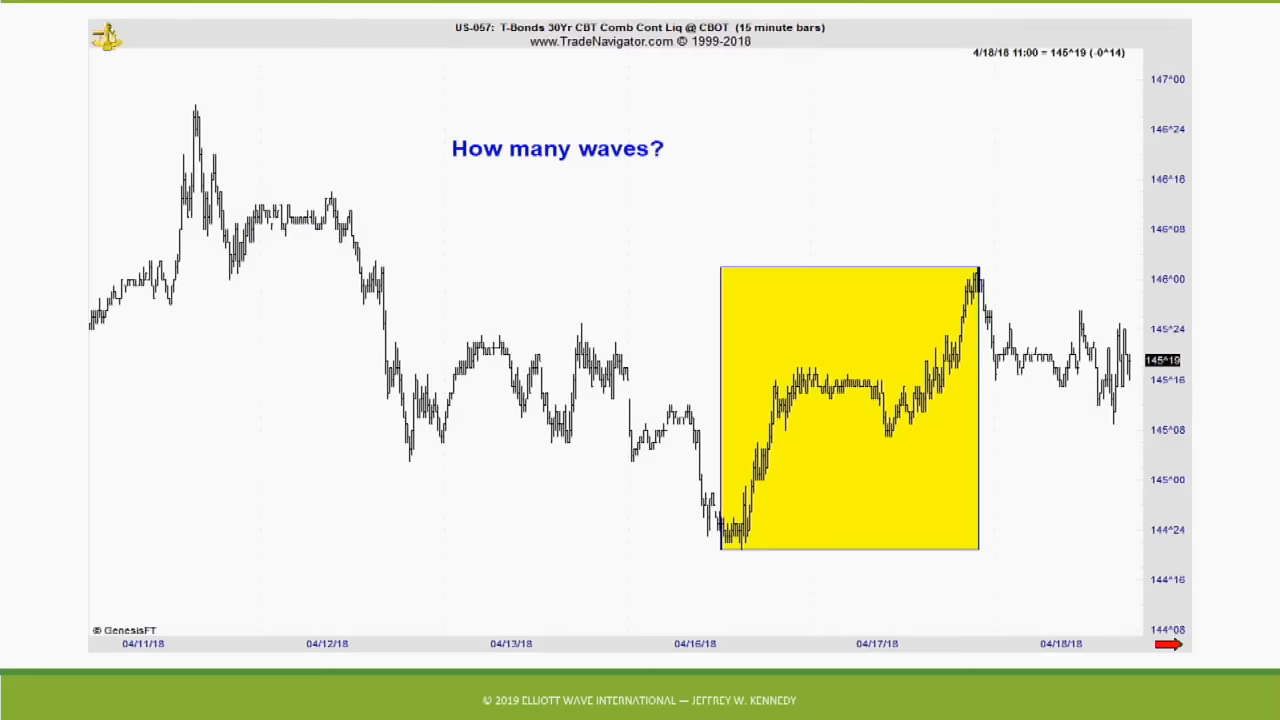 US-057: T-Bonds 30Yr CBT Comb Cont Liq @ CBOT (15 minute bars)
www.TradeNavigator.com © 1999-2018
4/18/18 11:00 = 145^19 (-0^14)
How many waves?
147^00
146^24
146^16
146^08
146^00
145^24
145^19
145^16
145^08
145^00
144^24
144^16
144^08
© GenesisFT
04/11/18 04/12/18 04/13/18 04/16/18 04/17/18 04/18/18
© 2019 ELLIOTT WAVE INTERNATIONAL — JEFFREY W. KENNEDY